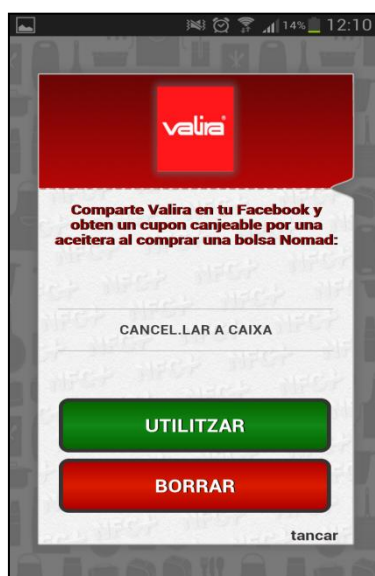 14% 12:10
valira
Comparte Valira en tu Facebook y
obten un cupon canjeable por una
aceitera al comprar una bolsa Nomad:
CANCEL.LAR A CAIXA
UTILITZAR
BORRAR
tancar